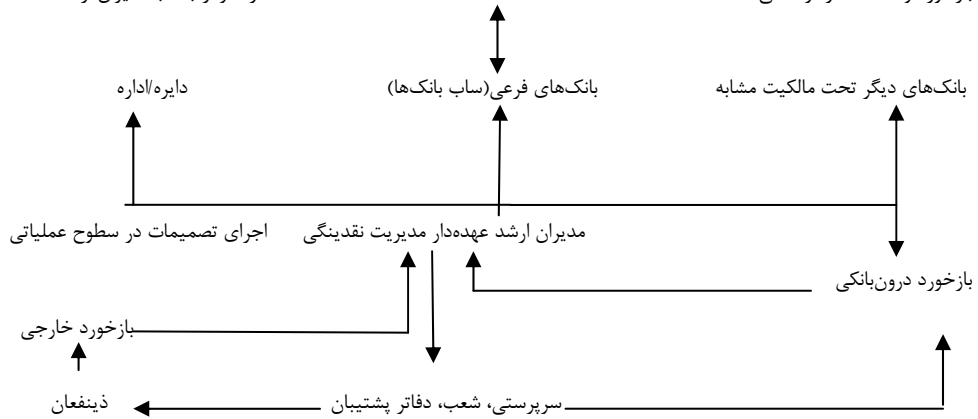 بانک‌های دیگر تحت مالکیت مشابه
بانک‌های فرعی(ساب بانک‌ها)
دایره/اداره
مدیران ارشد عهده‌دار مدیریت نقدینگی
اجرای تصمیمات در سطوح عملیاتی
بازخورد درون‌بانکی
بازخورد خارجی
سرپرستی، شعب، دفاتر پشتیبان
ذینفعان